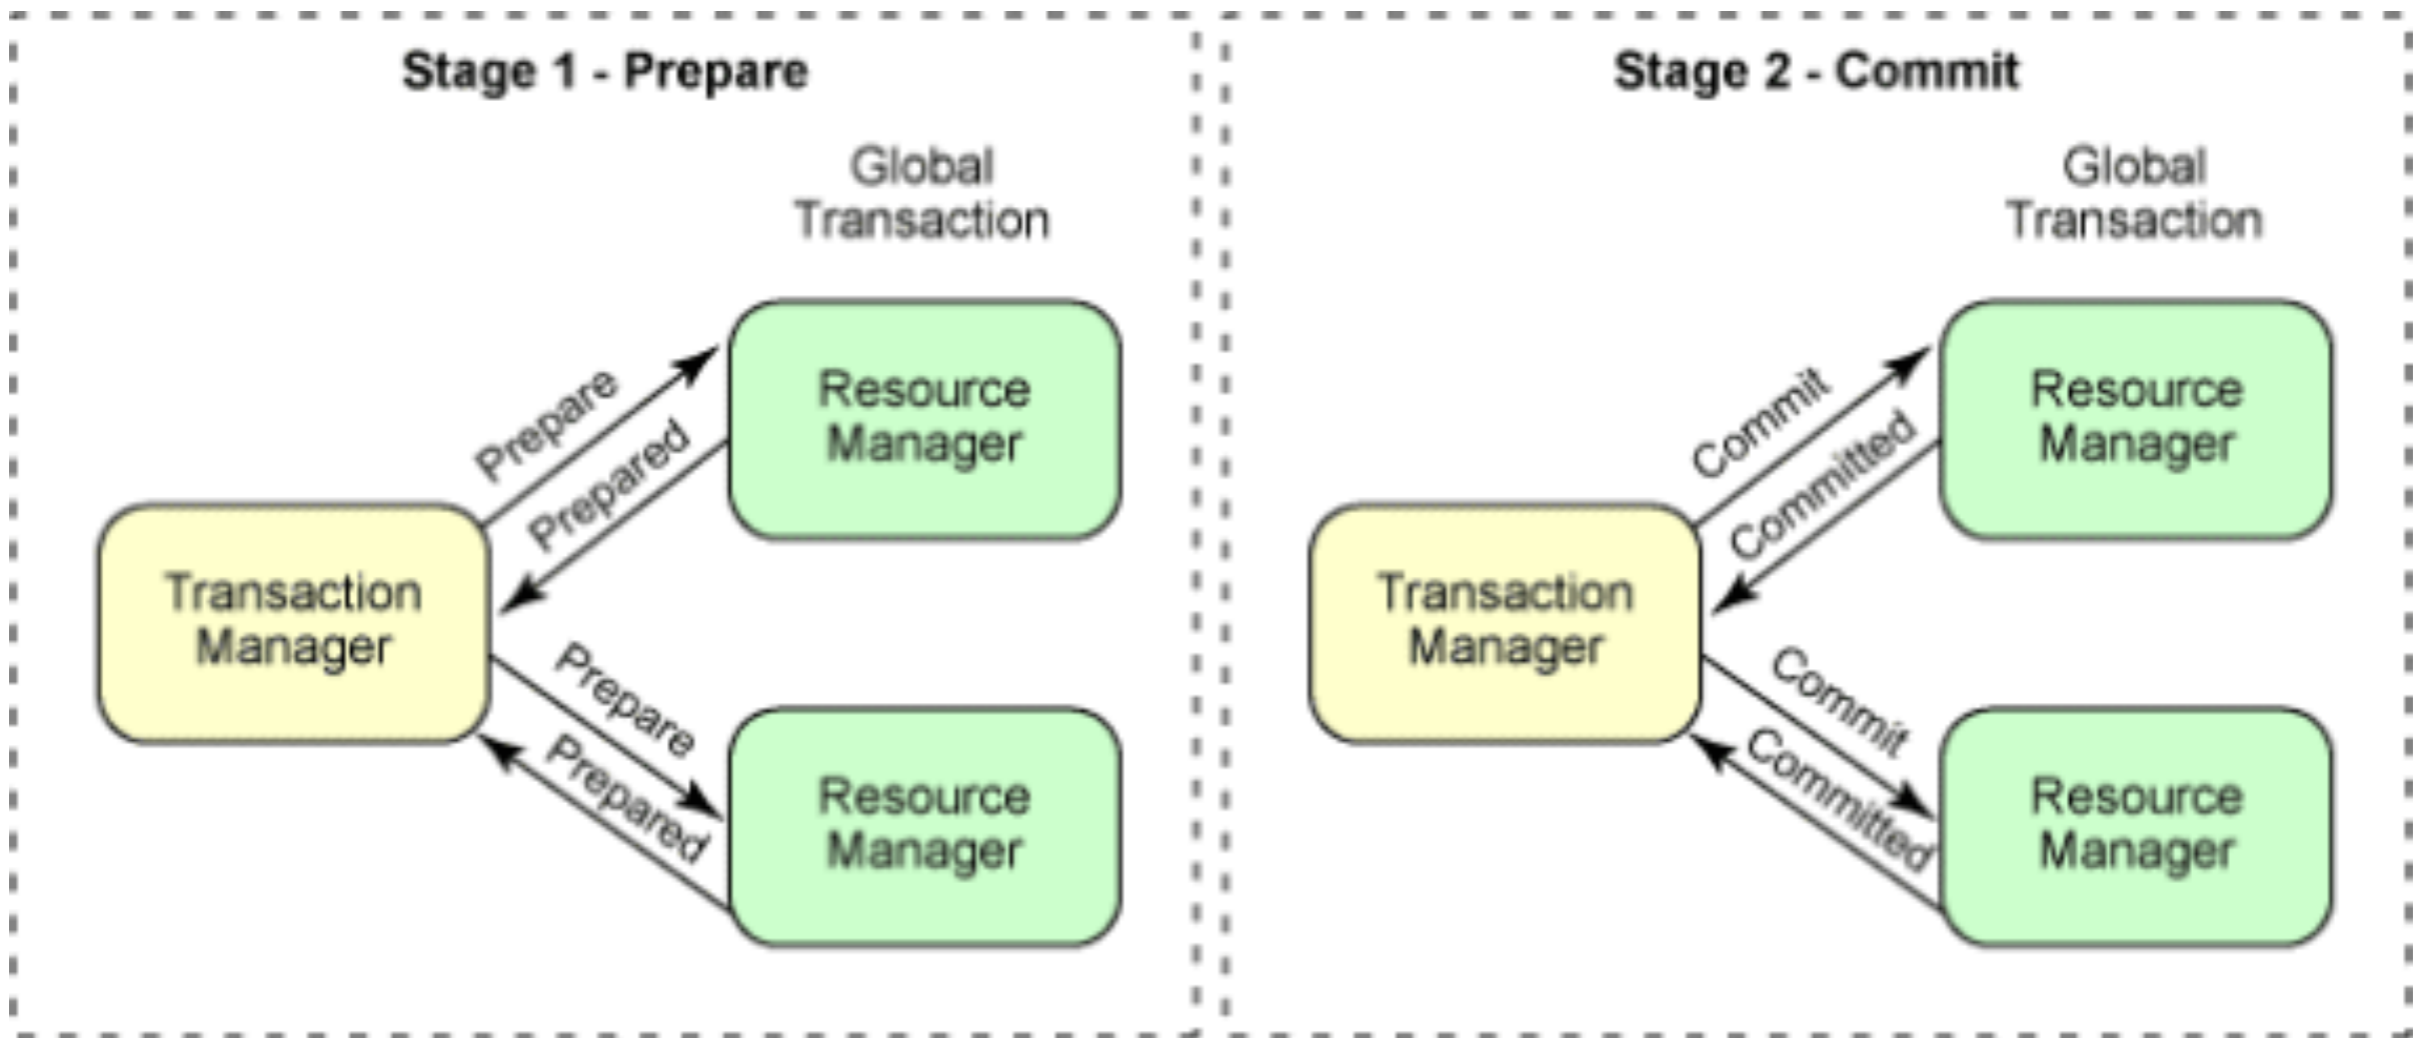 Stage 1 - Prepare
Global
Transaction
Prepare
Prepared
Resource
Manager
Transaction
Manager
Prepare
Prepared
Resource
Manager
Stage 2 - Commit
Global
Transaction
Commit
Committed
Resource
Manager
Transaction
Manager
Commit
Committed
Resource
Manager